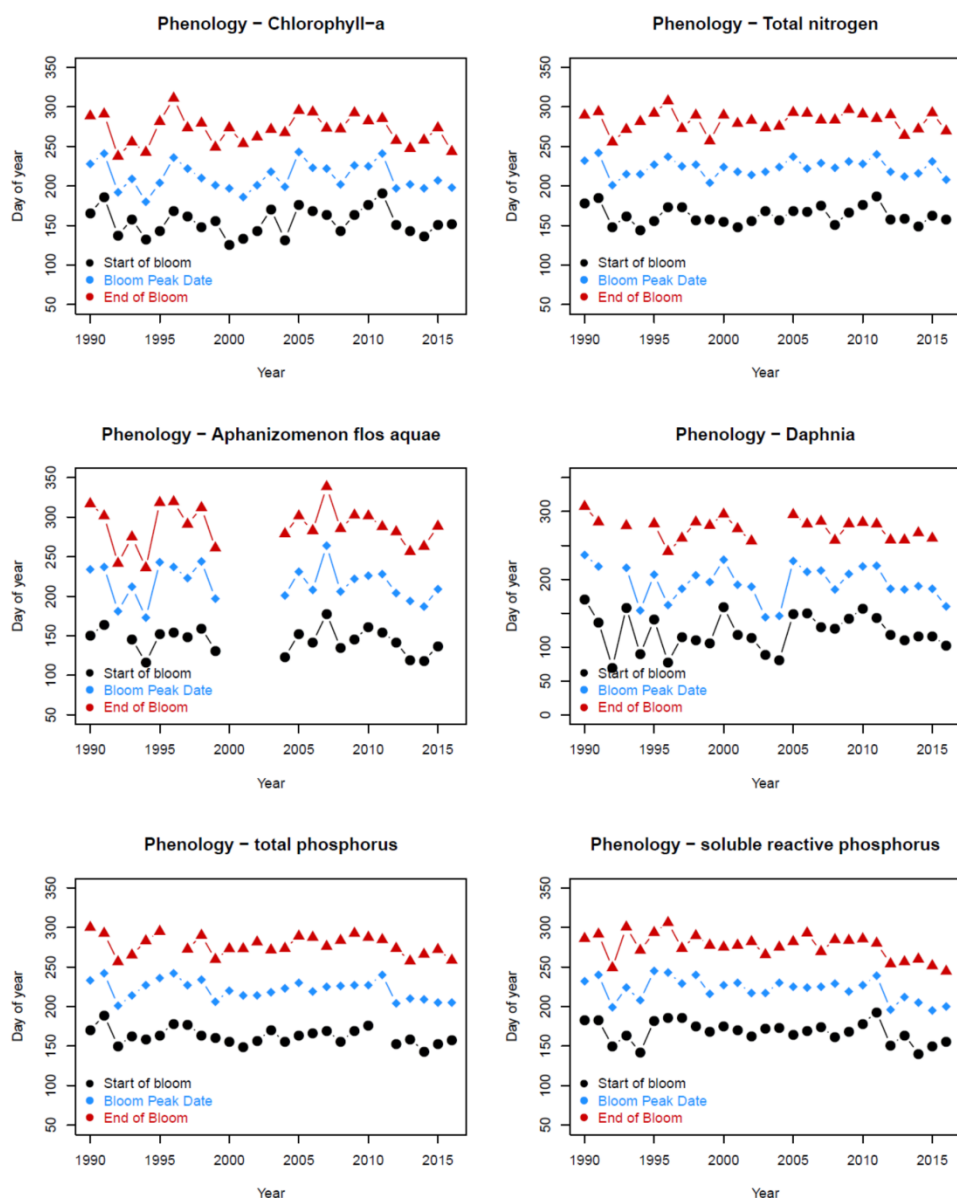 Phenology − Chlorophyll−a
Day of year
350
300
250
200
150
100
50
Start of bloom
Bloom Peak Date
End of Bloom
1990 1995 2000 2005 2010 2015
Year
Phenology − Total nitrogen
Day of year
350
300
250
200
150
100
50
Start of bloom
Bloom Peak Date
End of Bloom
1990 1995 2000 2005 2010 2015
Year
Phenology − Aphanizomenon flos aquae
Day of year
350
300
250
200
150
100
50
Start of bloom
Bloom Peak Date
End of Bloom
1990 1995 2000 2005 2010 2015
Year
Phenology − Daphnia
Day of year
300
200
100
50
0
Start of bloom
Bloom Peak Date
End of Bloom
1990 1995 2000 2005 2010 2015
Year
Phenology − total phosphorus
Day of year
350
300
250
200
150
100
50
Start of bloom
Bloom Peak Date
End of Bloom
1990 1995 2000 2005 2010 2015
Year
Phenology − soluble reactive phosphorus
Day of year
350
300
250
200
150
100
50
Start of bloom
Bloom Peak Date
End of Bloom
1990 1995 2000 2005 2010 2015
Year